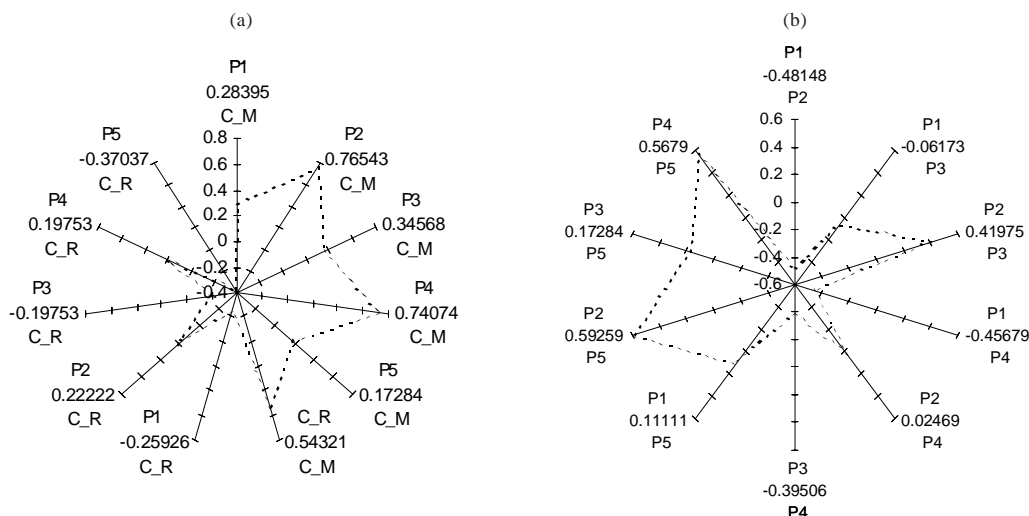 (a)
P1
0.28395
C_M
P2
0.76543
C_M
P3
0.34568
C_M
P4
0.74074
C_M
P5
0.17284
C_M
C_R
0.54321
C_M
P1
-0.25926
C_R
P2
0.22222
C_R
P3
-0.19753
C_R
P4
0.19753
C_R
P5
-0.37037
C_R
0.8
0.6
0.4
0.2
0
-0.2
-0.4
(b)
P1
-0.48148
P2
P1
-0.06173
P3
P2
0.41975
P3
P1
-0.45679
P4
P2
0.02469
P4
P3
-0.39506
P4
P1
0.11111
P5
P2
0.59259
P5
P3
0.17284
P5
P4
0.5679
P5
0.6
0.4
0.2
0
-0.2
-0.4
-0.6